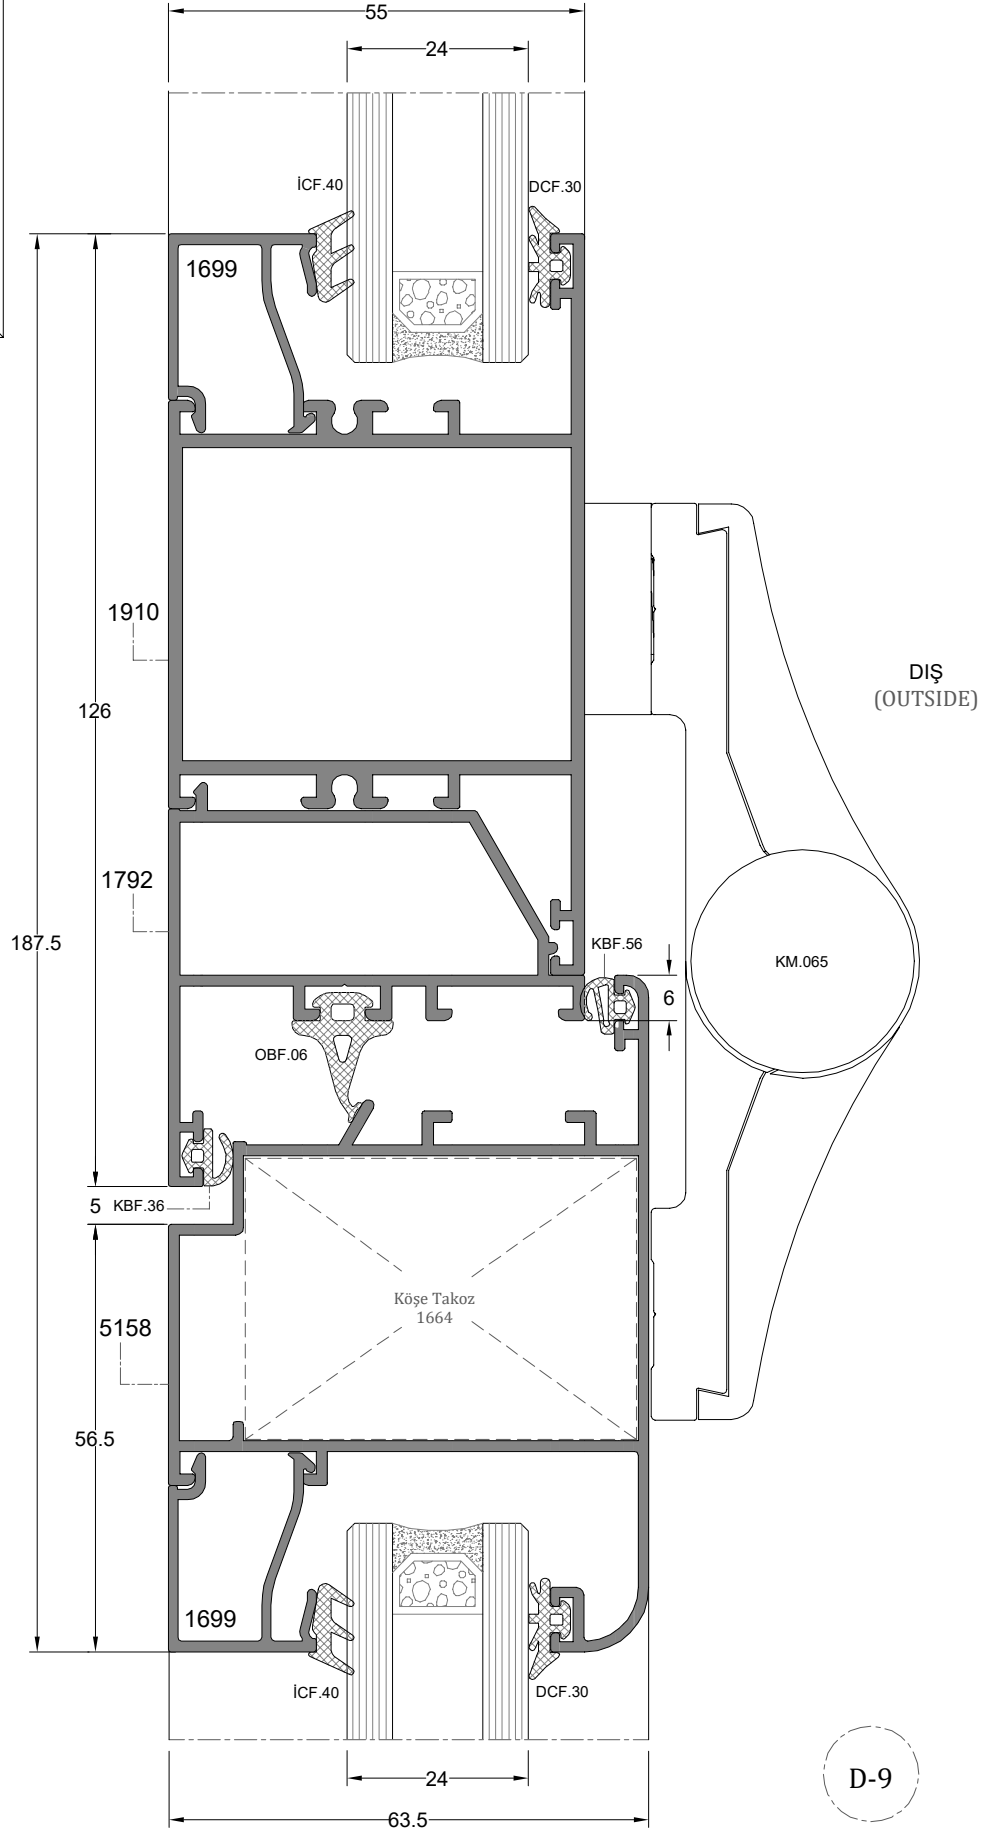 55
24
İCF.40
DCF.30
1699
1910
DIŞ
(OUTSIDE)
126
1792
187.5
KBF.56
KM.065
6
OBF.06
5
KBF.36
Köşe Takoz
1664
5158
56.5
1699
İCF.40
DCF.30
24
D-9
63.5